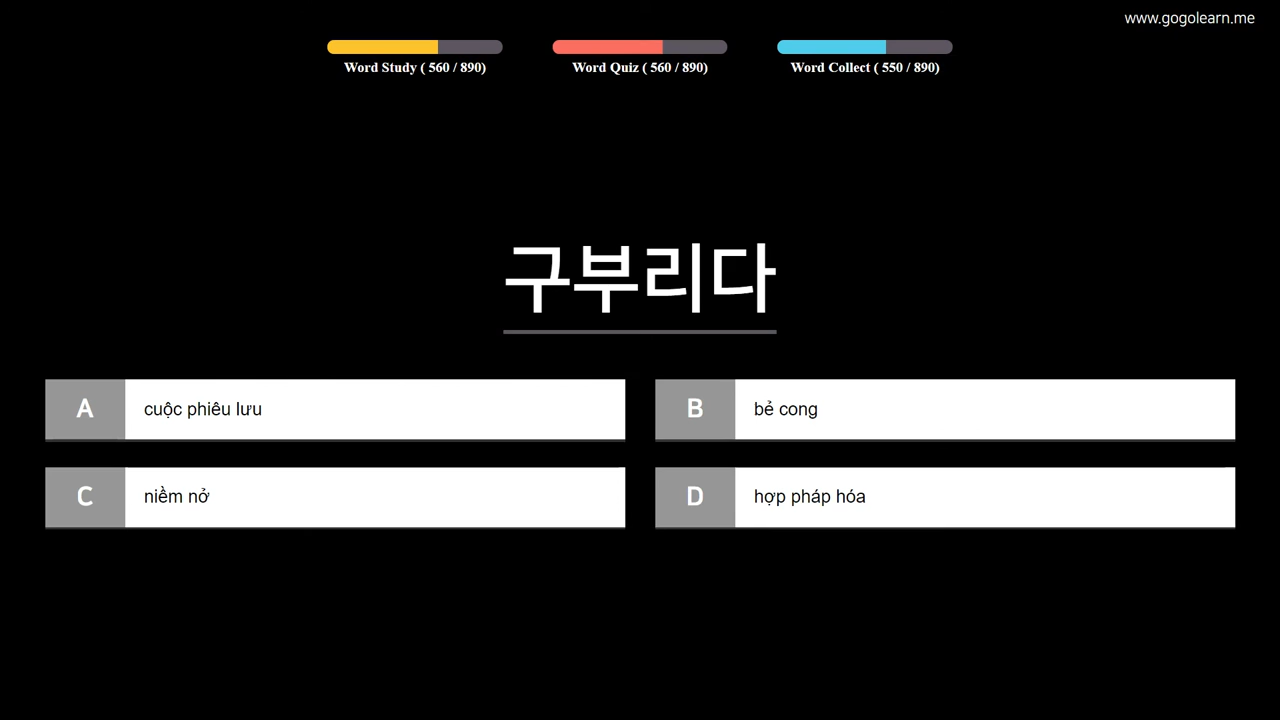 www.gogolearn.me
Word Study ( 560 / 890)
Word Quiz ( 560 / 890)
Word Collect ( 550 / 890)
구부리다
A cuộc phiêu lưu
B bẻ cong
C niềm nở
D hợp pháp hóa